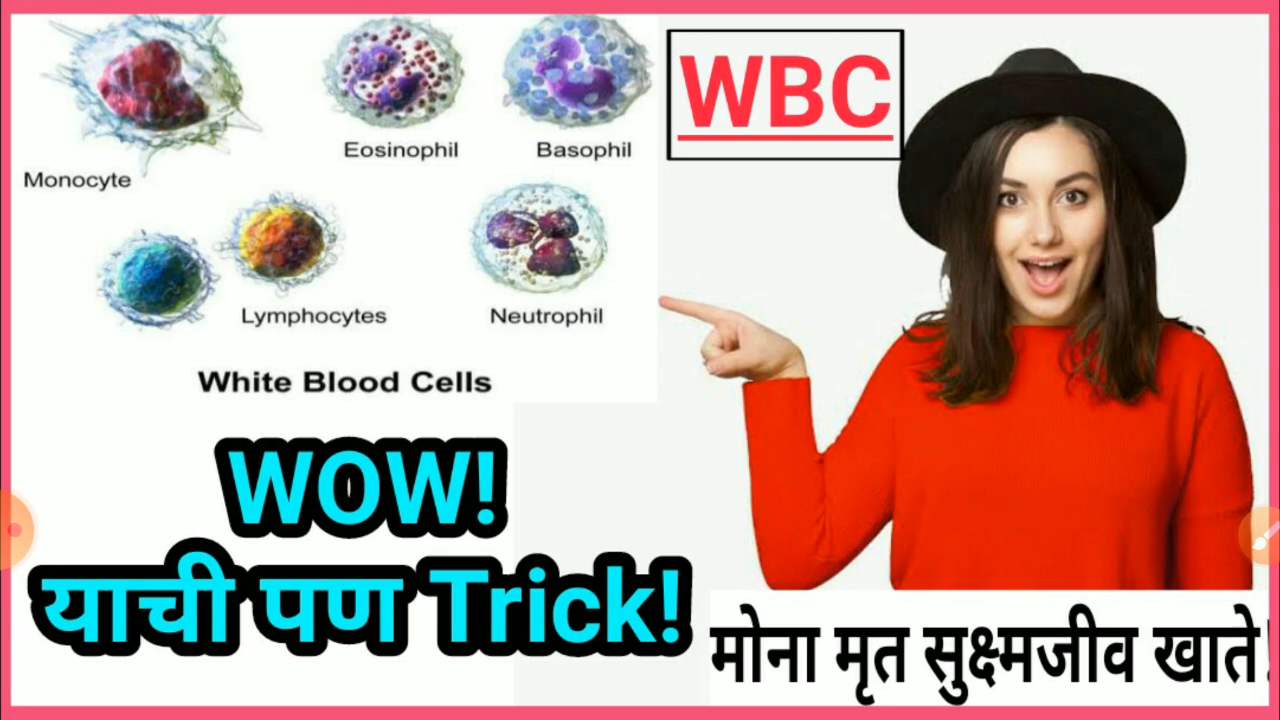 WBC
Eosinophil
Basophil
Monocyte
Lymphocytes
Neutrophil
White Blood Cells
WOW!
याची पण Trick!
मोना मृत सुक्ष्मजीव खाते!